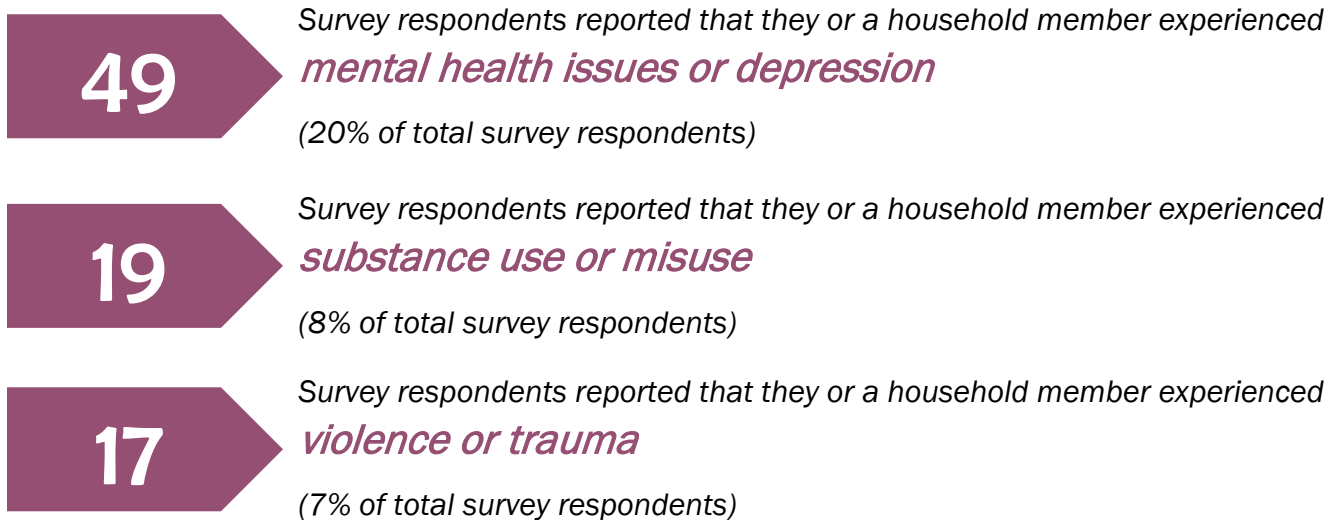 49
Survey respondents reported that they or a household member experienced
mental health issues or depression
(20% of total survey respondents)
19
Survey respondents reported that they or a household member experienced
substance use or misuse
(8% of total survey respondents)
17
Survey respondents reported that they or a household member experienced
violence or trauma
(7% of total survey respondents)